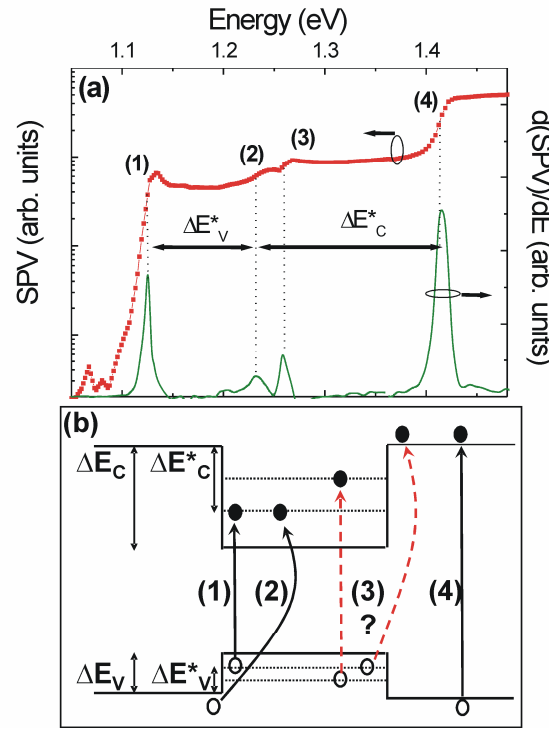 Energy (eV)
1.1 1.2 1.3 1.4
(a)
(1) (2) (3) (4)
ΔE*V ΔE*C
SPV (arb. units)
d(SPV)/dE (arb. units)
(b)
ΔEC ΔE*C
(1) (2) (3) (4)
?
ΔEV ΔE*V